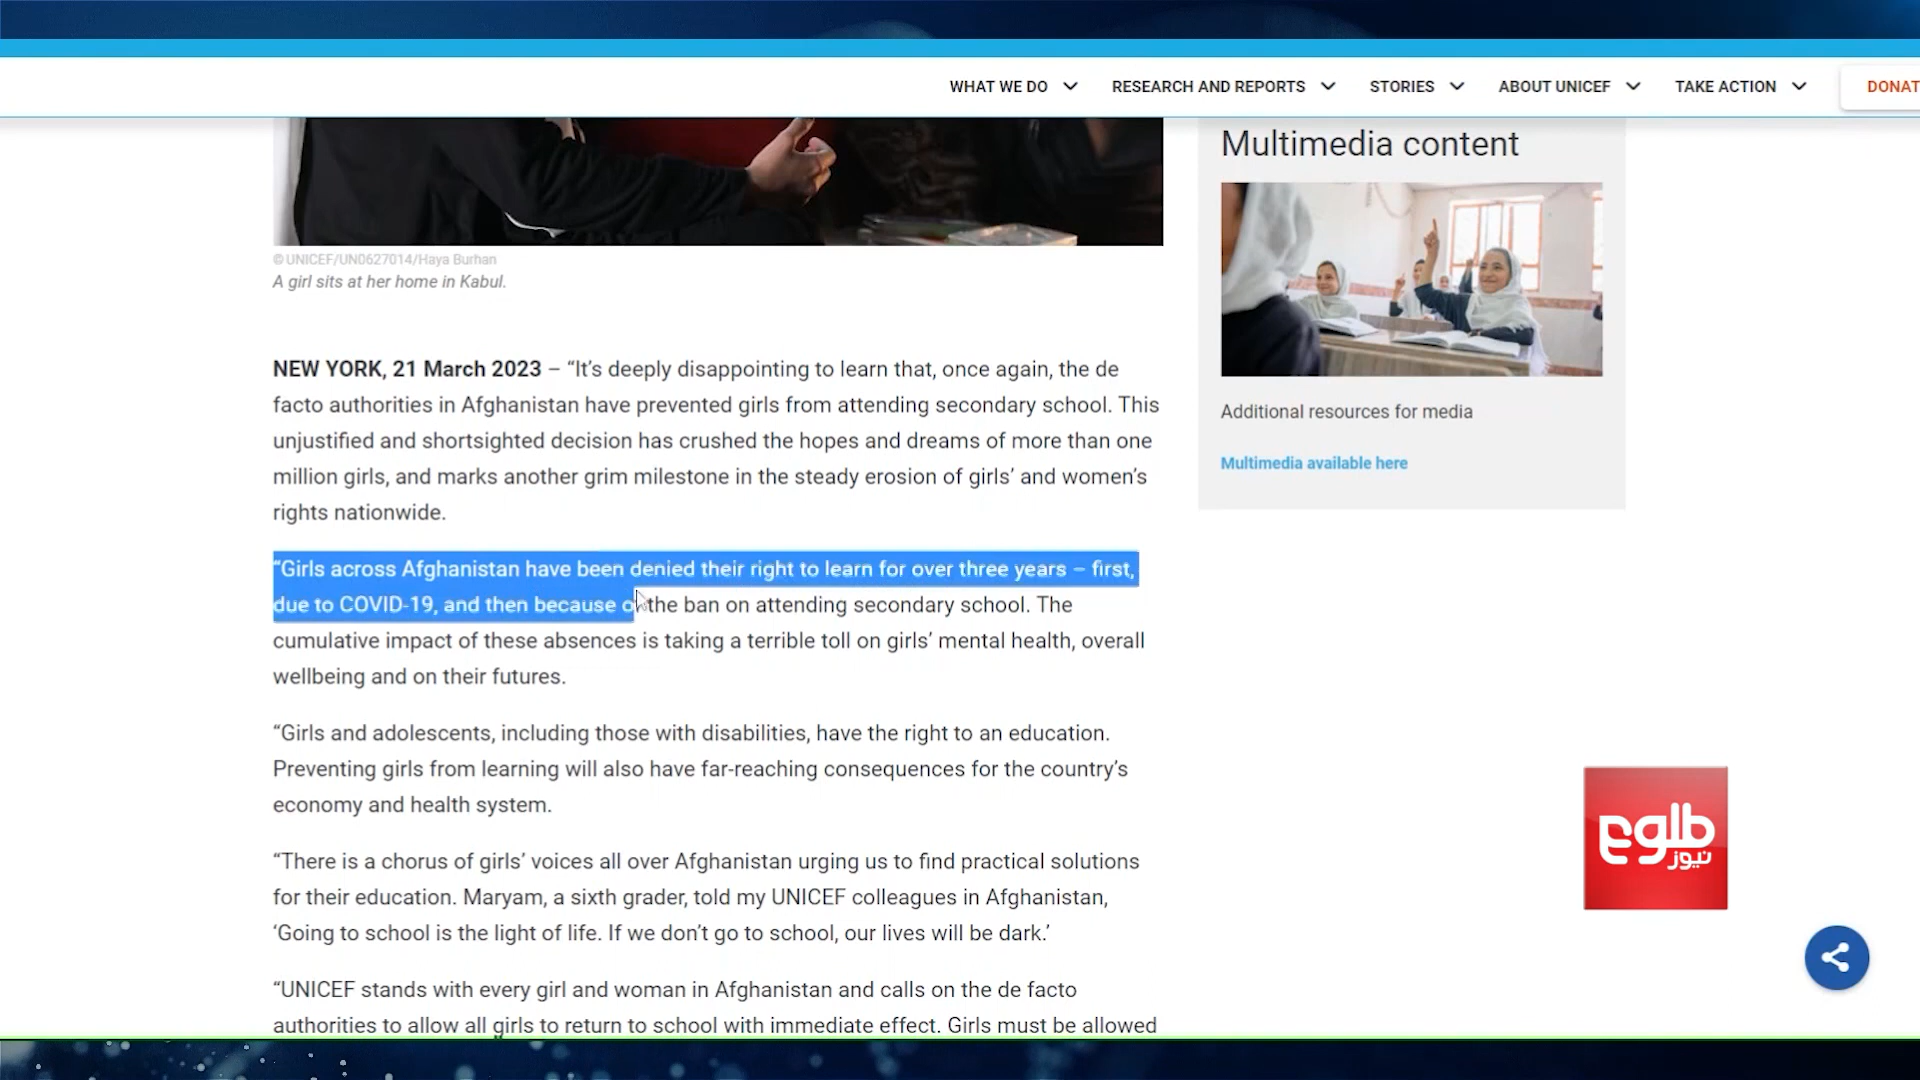 WHAT WE DO
RESEARCH AND REPORTS
STORIES
ABOUT UNICEF
TAKE ACTION
DONAT
© UNICEF/UN0627014/Haya Burhan
A girl sits at her home in Kabul.
NEW YORK, 21 March 2023 – “It’s deeply disappointing to learn that, once again, the de
facto authorities in Afghanistan have prevented girls from attending secondary school. This
unjustified and shortsighted decision has crushed the hopes and dreams of more than one
million girls, and marks another grim milestone in the steady erosion of girls’ and women’s
rights nationwide.
“Girls across Afghanistan have been denied their right to learn for over three years – first,
due to COVID-19, and then because of the ban on attending secondary school. The
cumulative impact of these absences is taking a terrible toll on girls’ mental health, overall
wellbeing and on their futures.
“Girls and adolescents, including those with disabilities, have the right to an education.
Preventing girls from learning will also have far-reaching consequences for the country’s
economy and health system.
“There is a chorus of girls’ voices all over Afghanistan urging us to find practical solutions
for their education. Maryam, a sixth grader, told my UNICEF colleagues in Afghanistan,
‘Going to school is the light of life. If we don’t go to school, our lives will be dark.’
“UNICEF stands with every girl and woman in Afghanistan and calls on the de facto
authorities to allow all girls to return to school with immediate effect. Girls must be allowed
Multimedia content
Additional resources for media
Multimedia available here
طلوع
نیوز